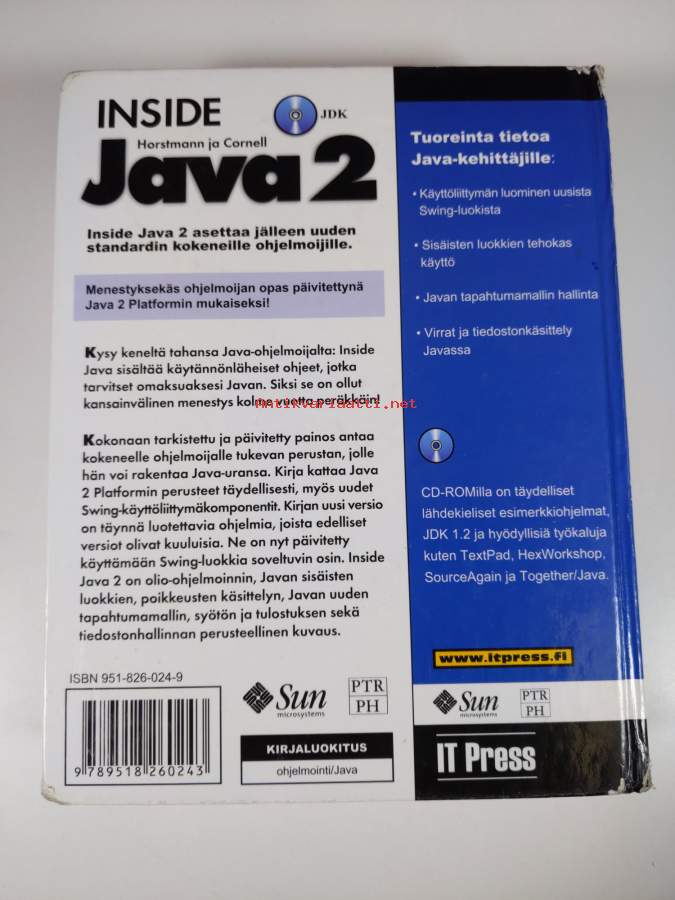 INSIDE
JDK
Horstmann ja Cornell
Java 2
Inside Java 2 asettaa jälleen uuden
standardin kokeneille ohjelmoijille.
Menestyksekäs ohjelmoijan opas päivitettynä
Java 2 Platformin mukaiseksi!
Kysy keneltä tahansa Java-ohjelmoijalta: Inside
Java sisältää käytännönläheiset ohjeet, jotka
tarvitset omaksuaksesi Javan. Siksi se on ollut
kansainvälinen menestys kolme vuotta peräkkäin!
Antikvariaatti.net
Kokonaan tarkistettu ja päivitetty painos antaa
kokeneelle ohjelmoijalle tukevan perustan, jolle
hän voi rakentaa Java-uransa. Kirja kattaa Java
2 Platformin perusteet täydellisesti, myös uudet
Swing-käyttöliittymäkomponentit. Kirjan uusi versio
on täynnä luotettavia ohjelmia, joista edelliset
versiot olivat kuuluisia. Ne on nyt päivitetty
käyttämään Swing-luokkia soveltuvin osin. Inside
Java 2 on olio-ohjelmoinnin, Javan sisäisten
luokkien, poikkeusten käsittelyn, Javan uuden
tapahtumamallin, syötön ja tulostuksen sekä
tiedostonhallinnan perusteellinen kuvaus.
ISBN 951-826-024-9
9 789518 260243
Sun
microsystems
PTR
PH
KIRJALUOKITUS
ohjelmointi/Java
Tuoreinta tietoa
Java-kehittäjille:
• Käyttöliittymän luominen uusista
Swing-luokista
• Sisäisten luokkien tehokas
käyttö
• Javan tapahtumamallin hallinta
• Virrat ja tiedostonkäsittely
Javassa
CD-ROMilla on täydelliset
lähdekieliset esimerkkiohjelmat,
JDK 1.2 ja hyödyllisiä työkaluja
kuten TextPad, HexWorkshop,
SourceAgain ja Together/Java.
www.itpress.fi
Sun
microsystems
PTR
PH
IT Press